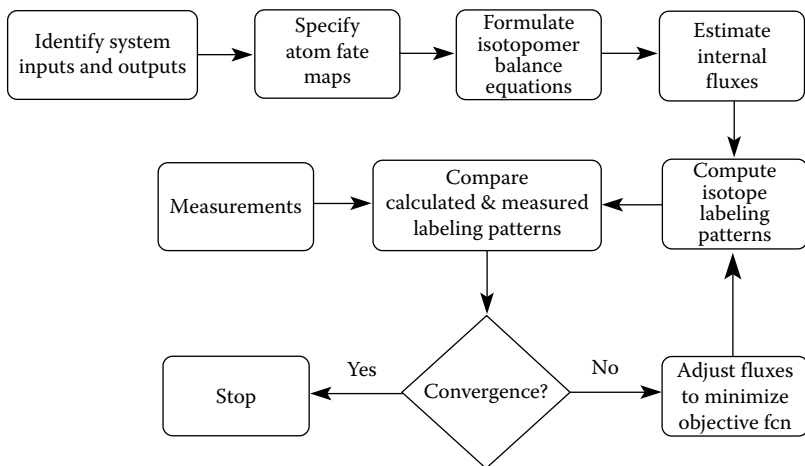 Identify system
inputs and outputs
Specify
atom fate
maps
Formulate
isotopomer
balance
equations
Estimate
internal
fluxes
Measurements
Compare
calculated & measured
labeling patterns
Compute
isotope
labeling
patterns
Stop
Yes
Convergence?
No
Adjust fluxes
to minimize
objective fcn